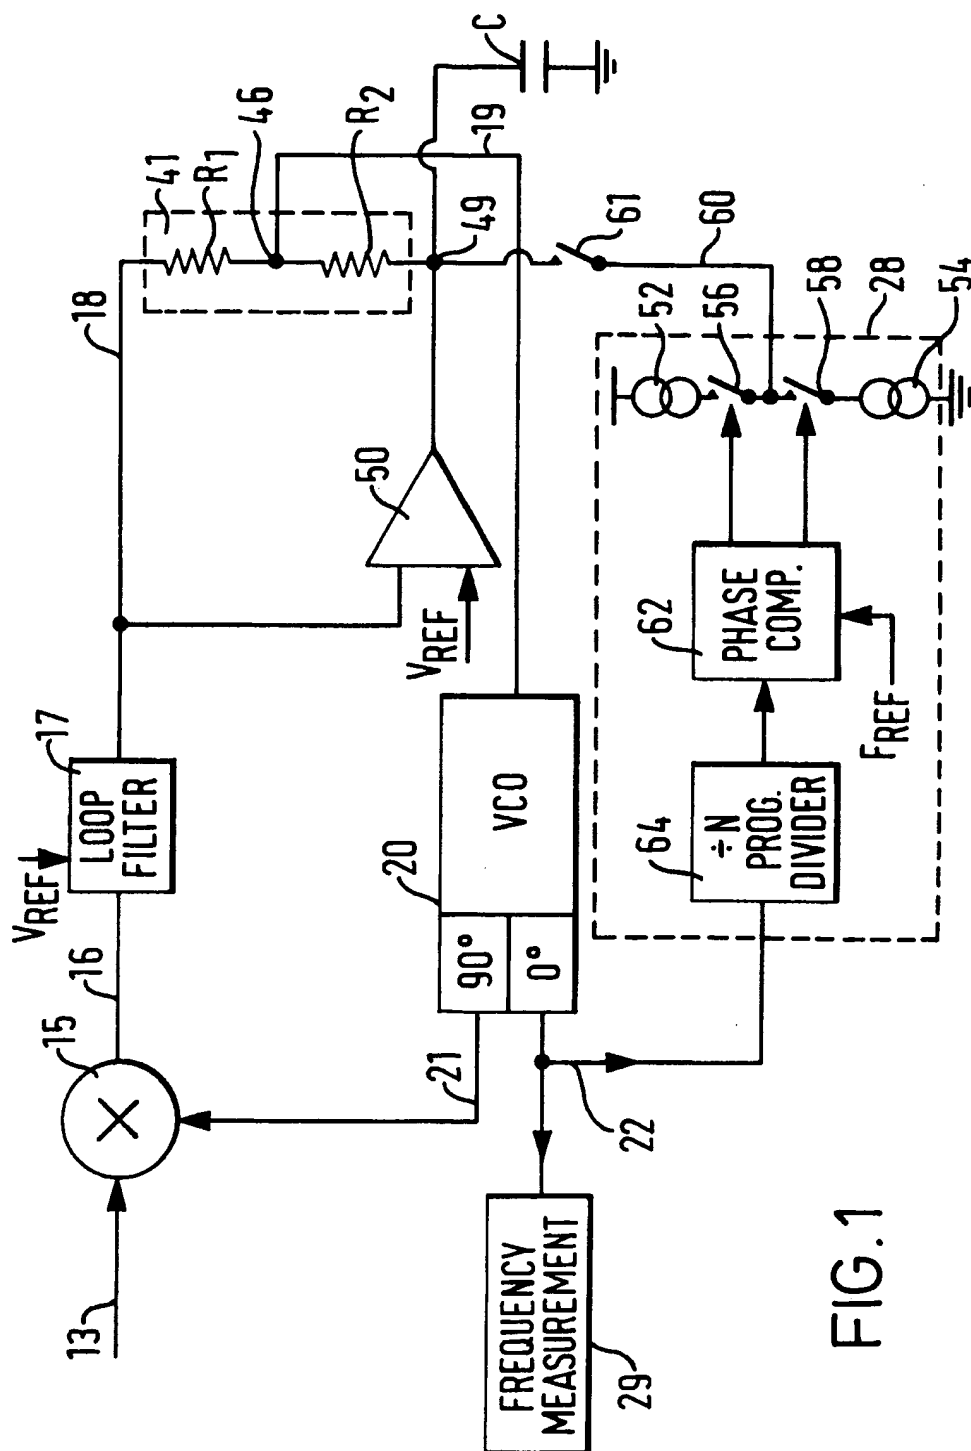 13
15
16
V_REF
17
LOOP
FILTER
18
41
R1
46
R2
C
19
49
50
V_REF
61
60
21
20
90°
0°
VCO
22
FREQUENCY
MEASUREMENT
29
64
÷N
PROG.
DIVIDER
62
PHASE
COMP.
F_REF
52
56
58
28
54
FIG. 1